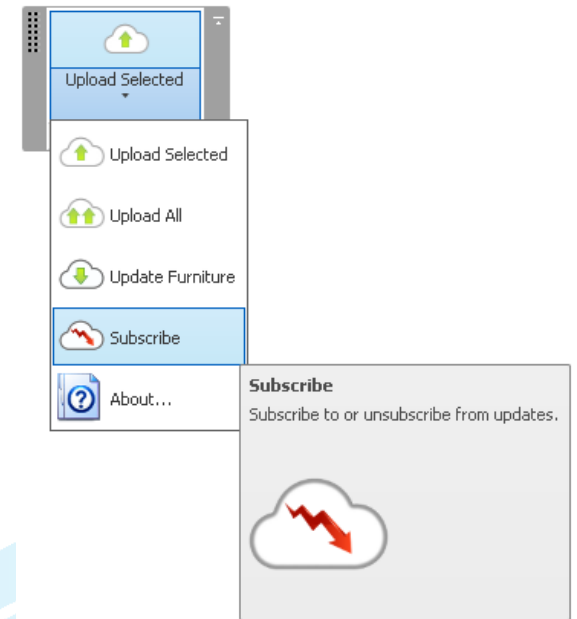 Upload Selected
Upload Selected
Upload All
Update Furniture
Subscribe
About...
Subscribe
Subscribe to or unsubscribe from updates.